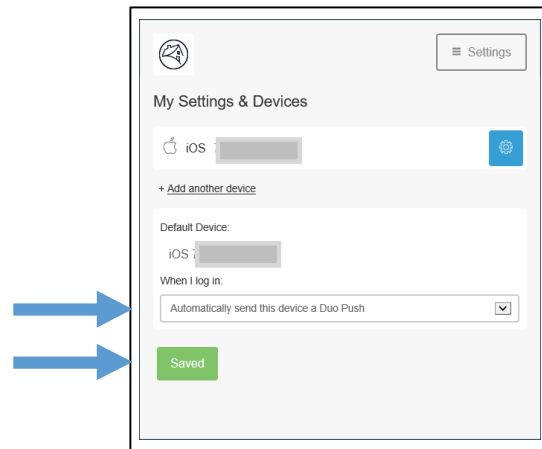 ≡ Settings
My Settings & Devices
iOS
+ Add another device
Default Device:
iOS 7
When I log in:
Automatically send this device a Duo Push
Saved